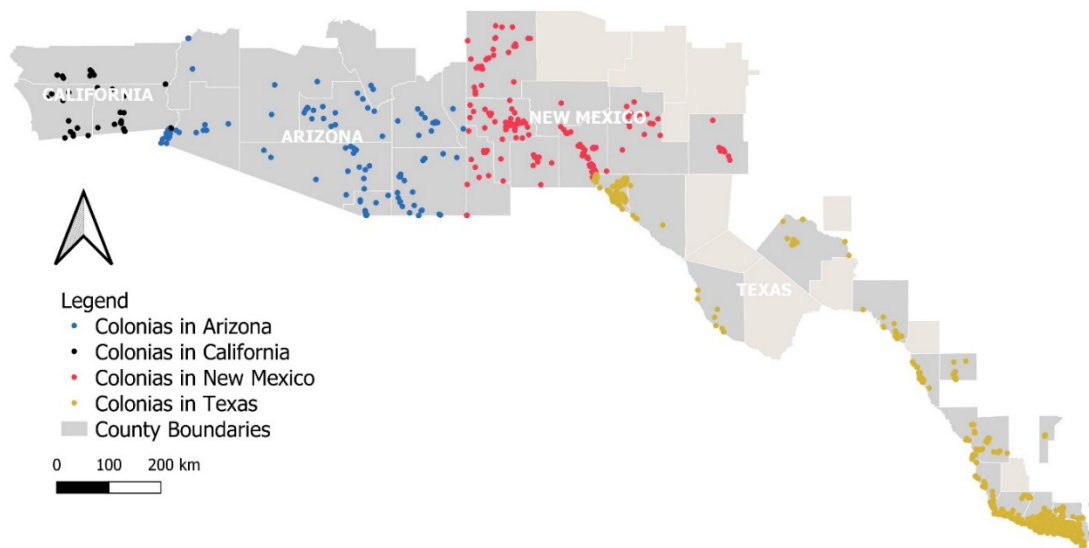 CALIFORNIA
ARIZONA
NEW MEXICO
TEXAS
Legend
Colonias in Arizona
Colonias in California
Colonias in New Mexico
Colonias in Texas
County Boundaries
0 100 200 km